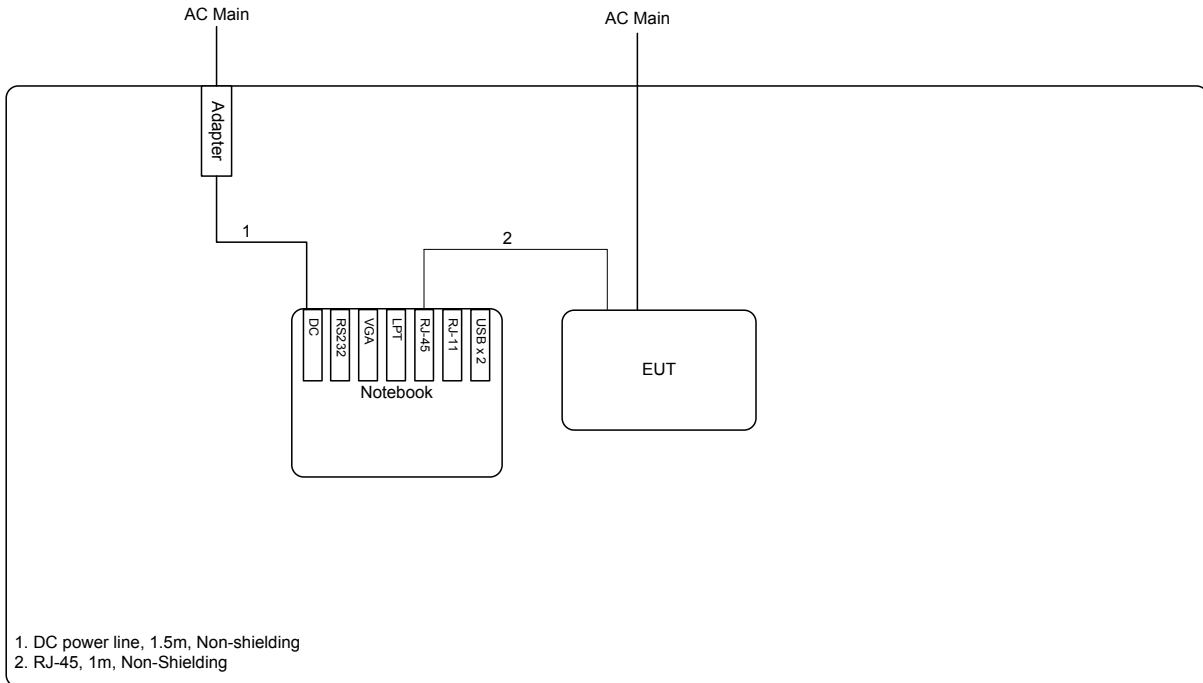 AC Main
AC Main
Adapter
1
2
DC
RS232
VGA
LPT
RJ-45
RJ-11
USB x 2
Notebook
EUT
1. DC power line, 1.5m, Non-shielding
2. RJ-45, 1m, Non-Shielding